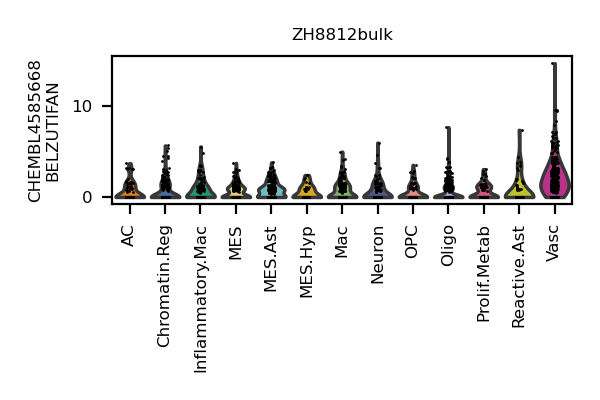 ZH8812bulk
CHEMBL4585668
BELZUTIFAN
10
0
AC
Chromatin.Reg
Inflammatory.Mac
MES
MES.Ast
MES.Hyp
Mac
Neuron
OPC
Oligo
Prolif.Metab
Reactive.Ast
Vasc